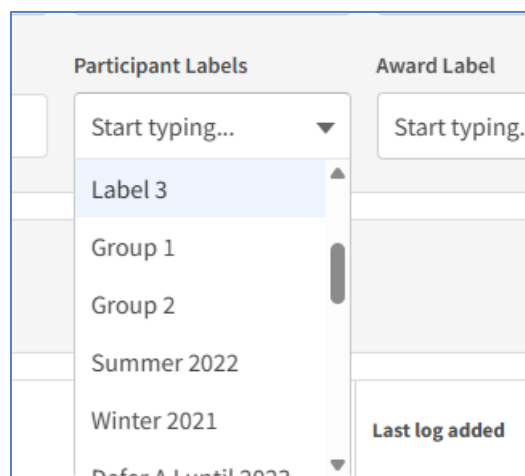 Participant Labels
Award Label
Start typing...
Start typing.
Label 3
Group 1
Group 2
Summer 2022
Winter 2021
Last log added